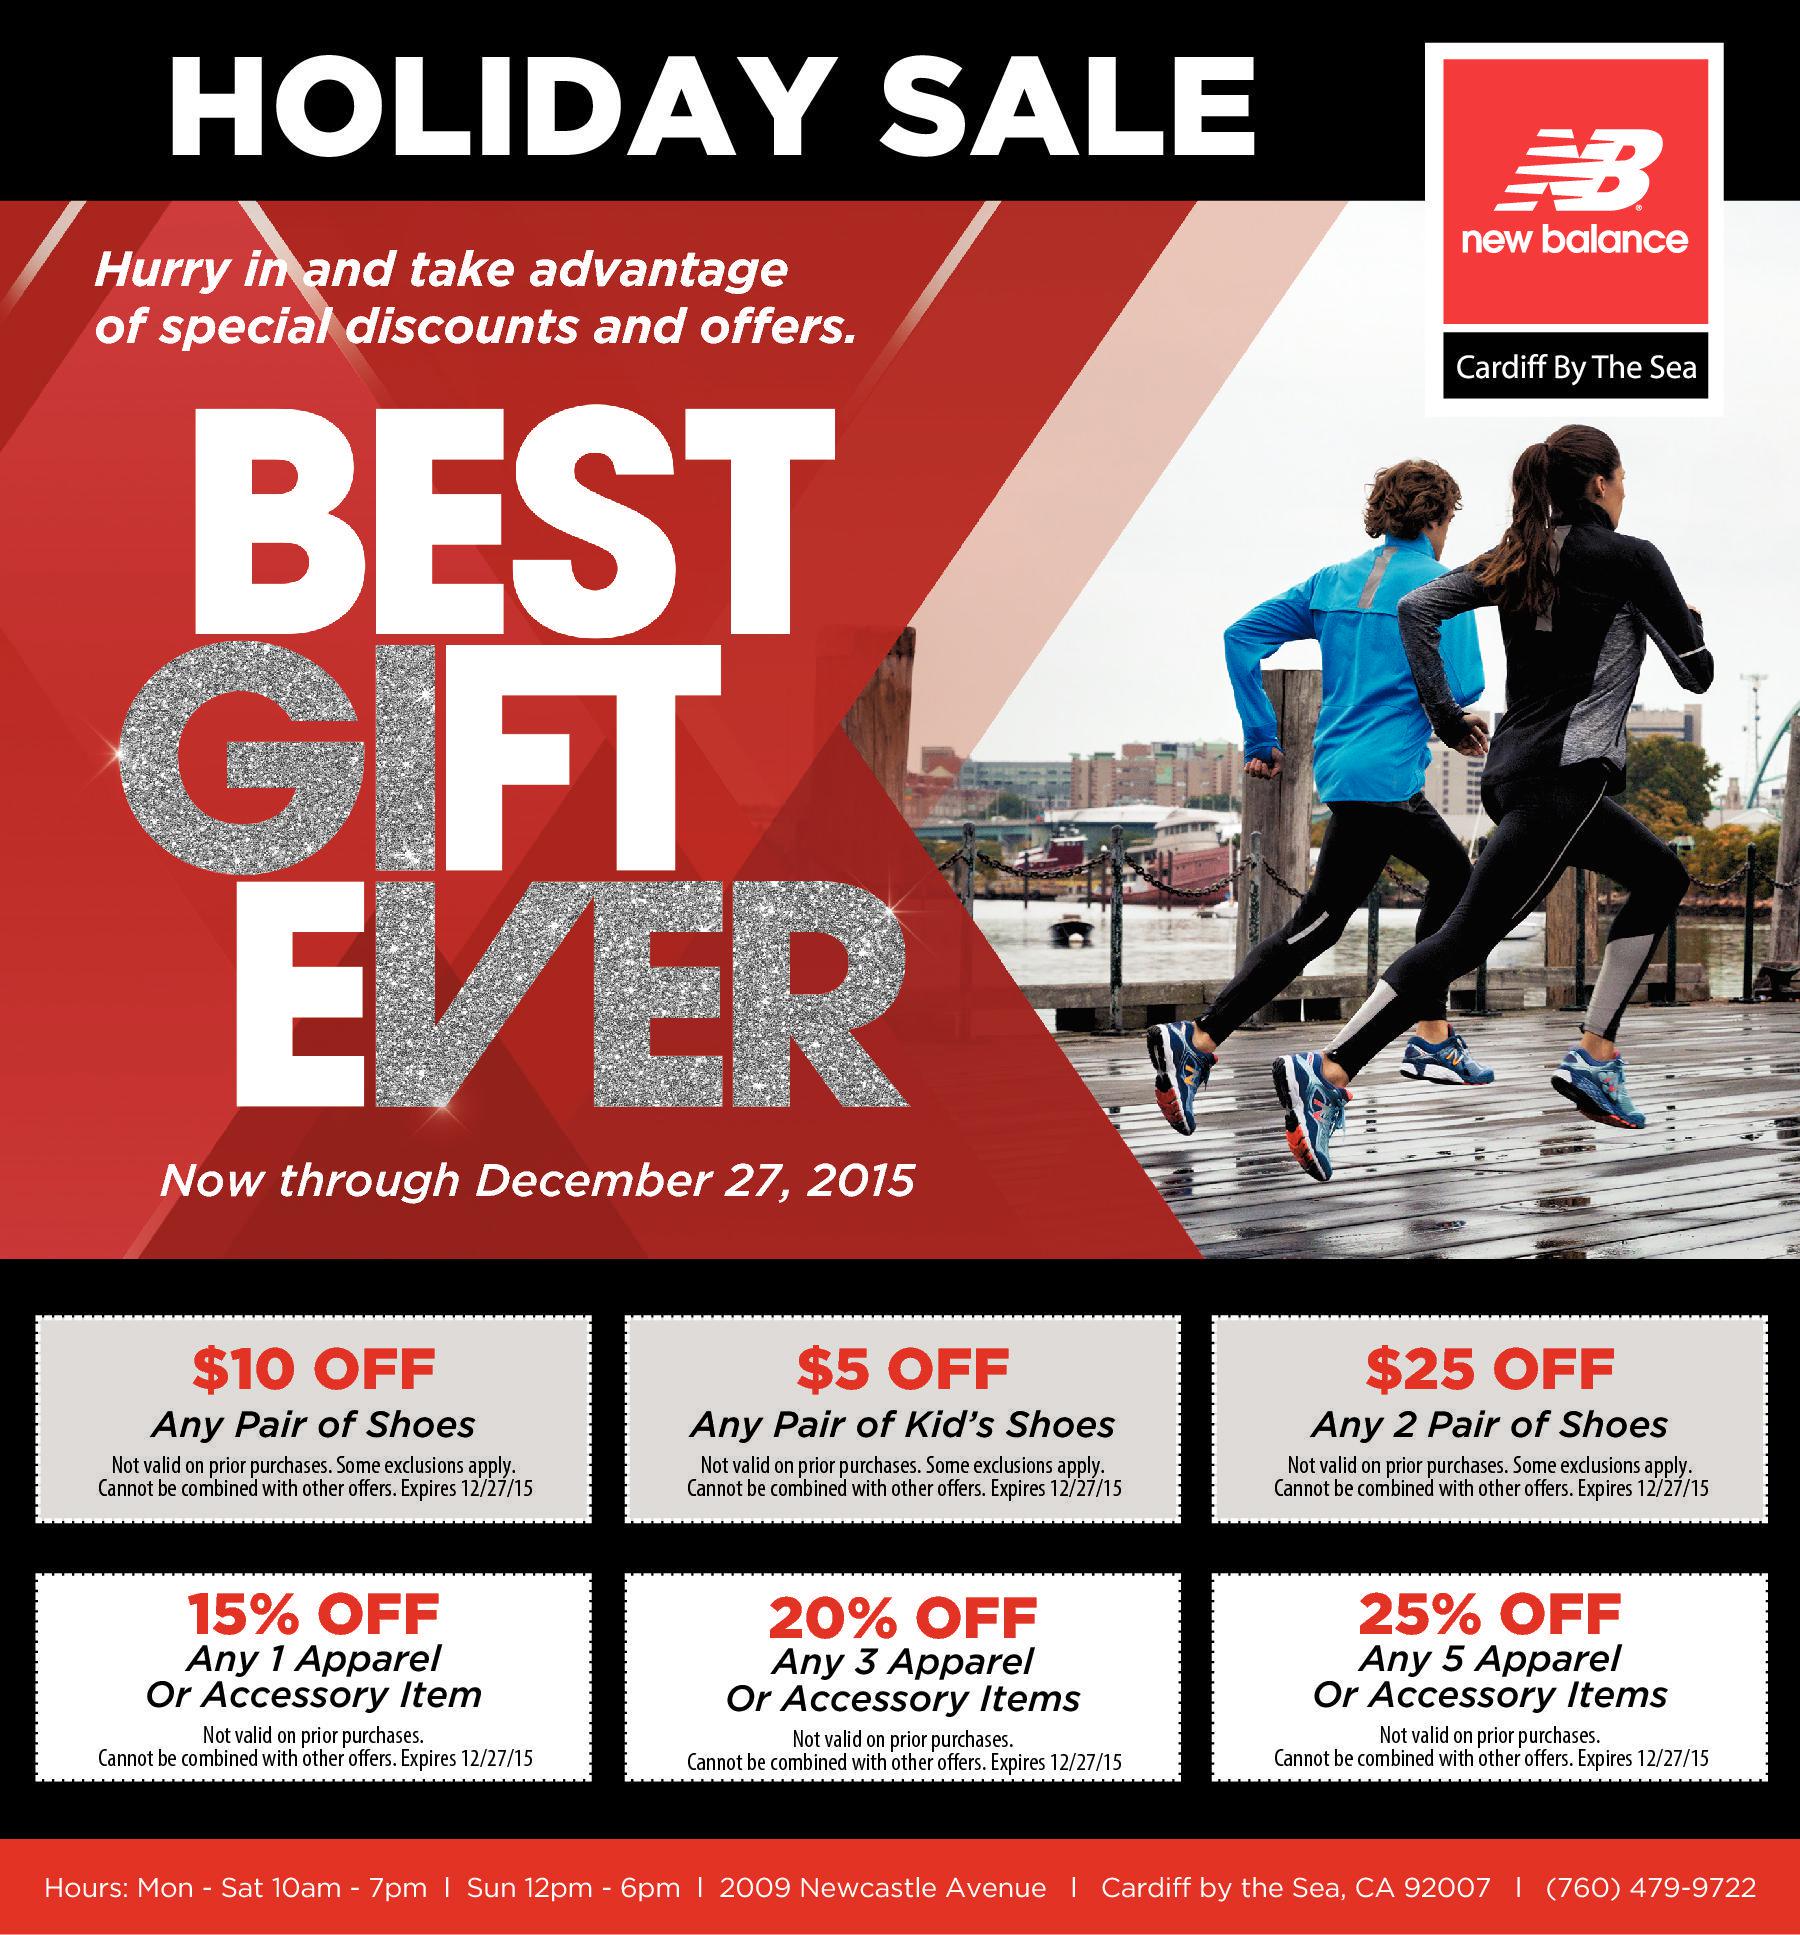 HOLIDAY SALE
NB
new balance
Cardiff By The Sea
Hurry in and take advantage
of special discounts and offers.
BEST
GIFT
EVER
Now through December 27, 2015
$10 OFF
Any Pair of Shoes
Not valid on prior purchases. Some exclusions apply.
Cannot be combined with other offers. Expires 12/27/15
$5 OFF
Any Pair of Kid's Shoes
Not valid on prior purchases. Some exclusions apply.
Cannot be combined with other offers. Expires 12/27/15
$25 OFF
Any 2 Pair of Shoes
Not valid on prior purchases. Some exclusions apply.
Cannot be combined with other offers. Expires 12/27/15
15% OFF
Any 1 Apparel
Or Accessory Item
Not valid on prior purchases.
Cannot be combined with other offers. Expires 12/27/15
20% OFF
Any 3 Apparel
Or Accessory Items
Not valid on prior purchases.
Cannot be combined with other offers. Expires 12/27/15
25% OFF
Any 5 Apparel
Or Accessory Items
Not valid on prior purchases.
Cannot be combined with other offers. Expires 12/27/15
Hours: Mon - Sat 10am - 7pm | Sun 12pm - 6pm | 2009 Newcastle Avenue | Cardiff by the Sea, CA 92007 | (760) 479-9722